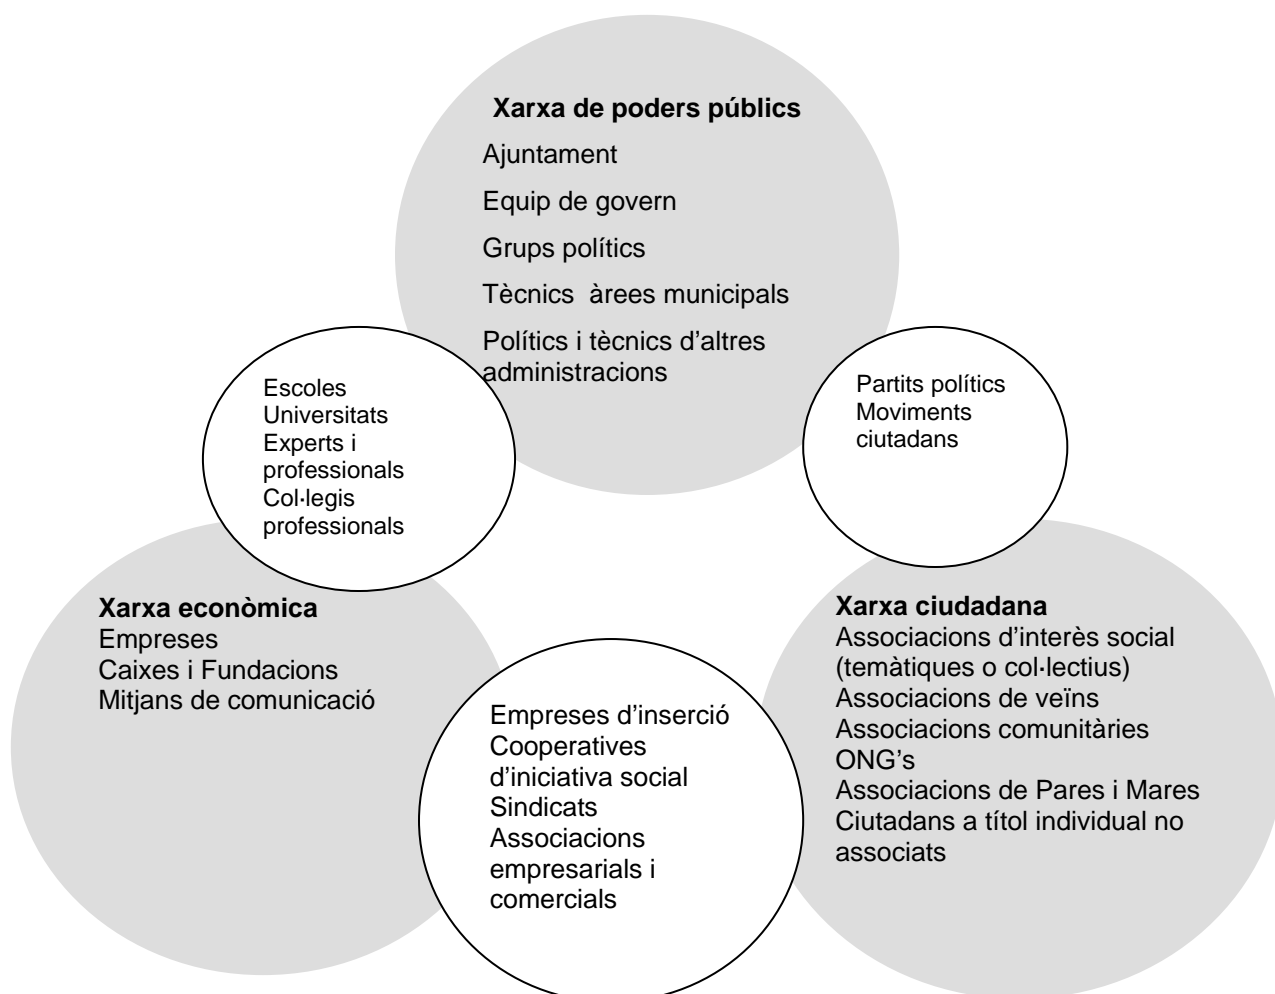 Xarxa de poders públics
Ajuntament
Equip de govern
Grups polítics
Tècnics  àrees municipals
Polítics i tècnics d’altres
administracions
Escoles
Universitats
Experts i
professionals
Col·legis
professionals
Partits polítics
Moviments
ciutadans
Xarxa econòmica
Empreses
Caixes i Fundacions
Mitjans de comunicació
Empreses d’inserció
Cooperatives
d’iniciativa social
Sindicats
Associacions
empresarials i
comercials
Xarxa ciudadana
Associacions d’interès social
(temàtiques o col·lectius)
Associacions de veïns
Associacions comunitàries
ONG’s
Associacions de Pares i Mares
Ciutadans a títol individual no
associats